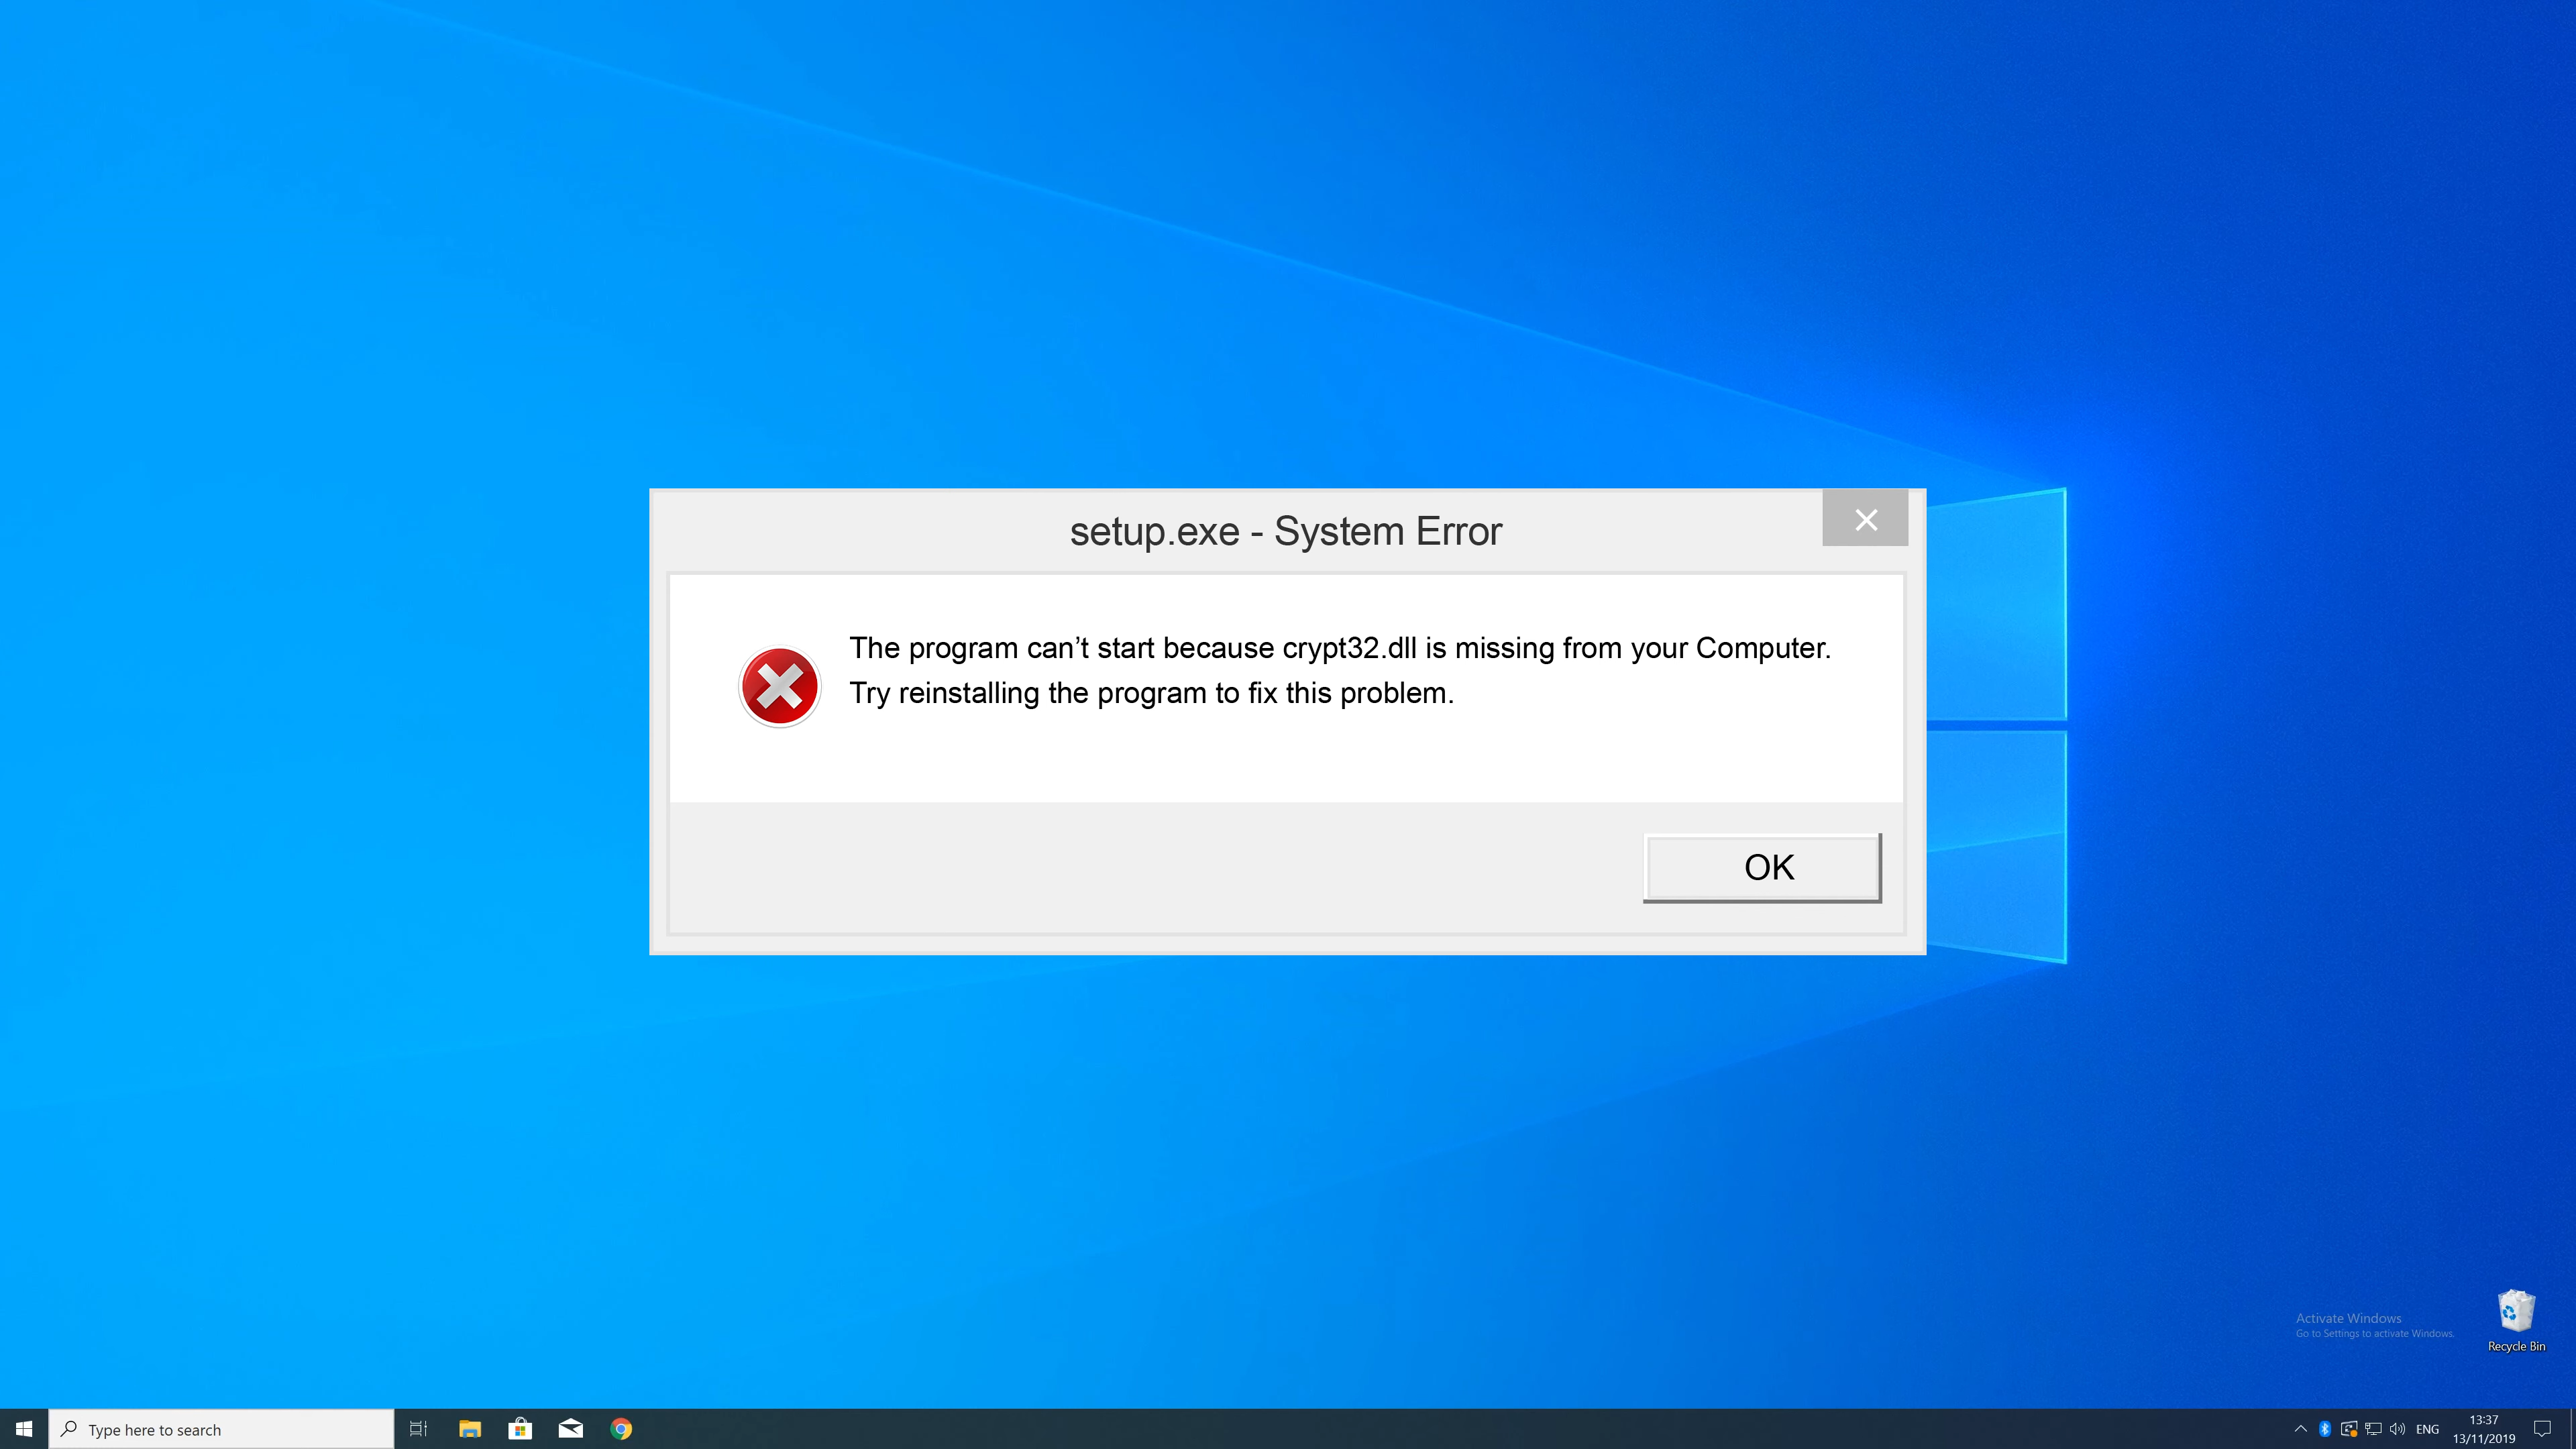 setup.exe - System Error
The program can’t start because crypt32.dll is missing from your Computer.
Try reinstalling the program to fix this problem.
OK
Activate Windows
Go to Settings to activate Windows.
Recycle Bin
Type here to search
ENG
13:37
13/11/2019